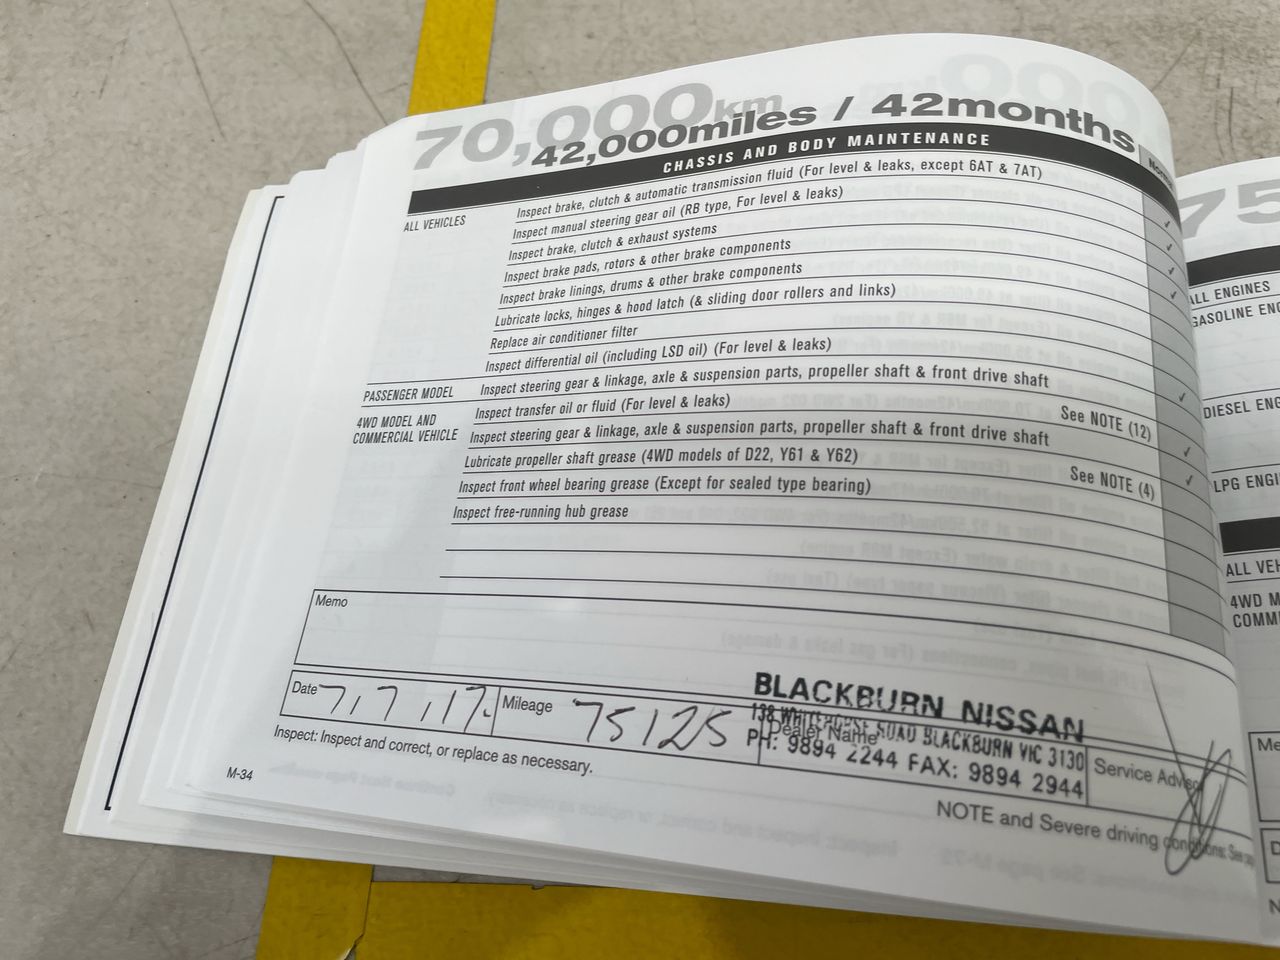 70,000km
42,000miles / 42months
CHASSIS AND BODY MAINTENANCE
ALL VEHICLES
Inspect brake, clutch & automatic transmission fluid (For level & leaks, except 6AT & 7AT)
Inspect manual steering gear oil (RB type, For level & leaks)
Inspect brake, clutch & exhaust systems
Inspect brake pads, rotors & other brake components
Inspect brake linings, drums & other brake components
Lubricate locks, hinges & hood latch (& sliding door rollers and links)
Replace air conditioner filter
Inspect differential oil (including LSD oil) (For level & leaks)
PASSENGER MODEL
Inspect steering gear & linkage, axle & suspension parts, propeller shaft & front drive shaft
4WD MODEL AND
COMMERCIAL VEHICLE
Inspect transfer oil or fluid (For level & leaks)
See NOTE (12)
Inspect steering gear & linkage, axle & suspension parts, propeller shaft & front drive shaft
Lubricate propeller shaft grease (4WD models of D22, Y61 & Y62)
See NOTE (4)
Inspect front wheel bearing grease (Except for sealed type bearing)
Inspect free-running hub grease
Memo
Date 7/7/17. Mileage 75125
Dealer Name
BLACKBURN NISSAN
138 WHITEHORSE ROAD BLACKBURN VIC 3130
PH: 9894 2244 FAX: 9894 2944
Service Advisor
Inspect: Inspect and correct, or replace as necessary.
NOTE and Severe driving conditions: See
M-34
75
ALL ENGINES
GASOLINE ENG
DIESEL ENG
LPG ENGI
ALL VEH
4WD M
COMM
Me
D
N